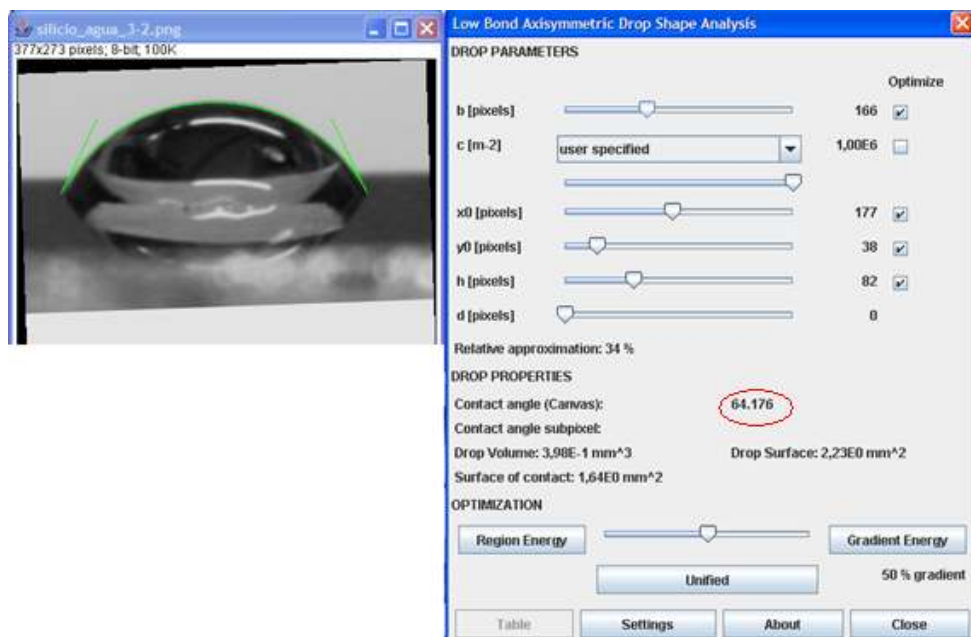 silicio_agua_3-2.png
377x273 pixels; 8-bit; 100K
Low Bond Axisymmetric Drop Shape Analysis
DROP PARAMETERS
Optimize
b [pixels] 166
c [m-2] user specified 1,00E6
x0 [pixels] 177
y0 [pixels] 38
h [pixels] 82
d [pixels] 0
Relative approximation: 34 %
DROP PROPERTIES
Contact angle (Canvas): 64.176
Contact angle subpixel:
Drop Volume: 3,98E-1 mm^3 Drop Surface: 2,23E0 mm^2
Surface of contact: 1,64E0 mm^2
OPTIMIZATION
Region Energy Gradient Energy
Unified 50 % gradient
Table Settings About Close